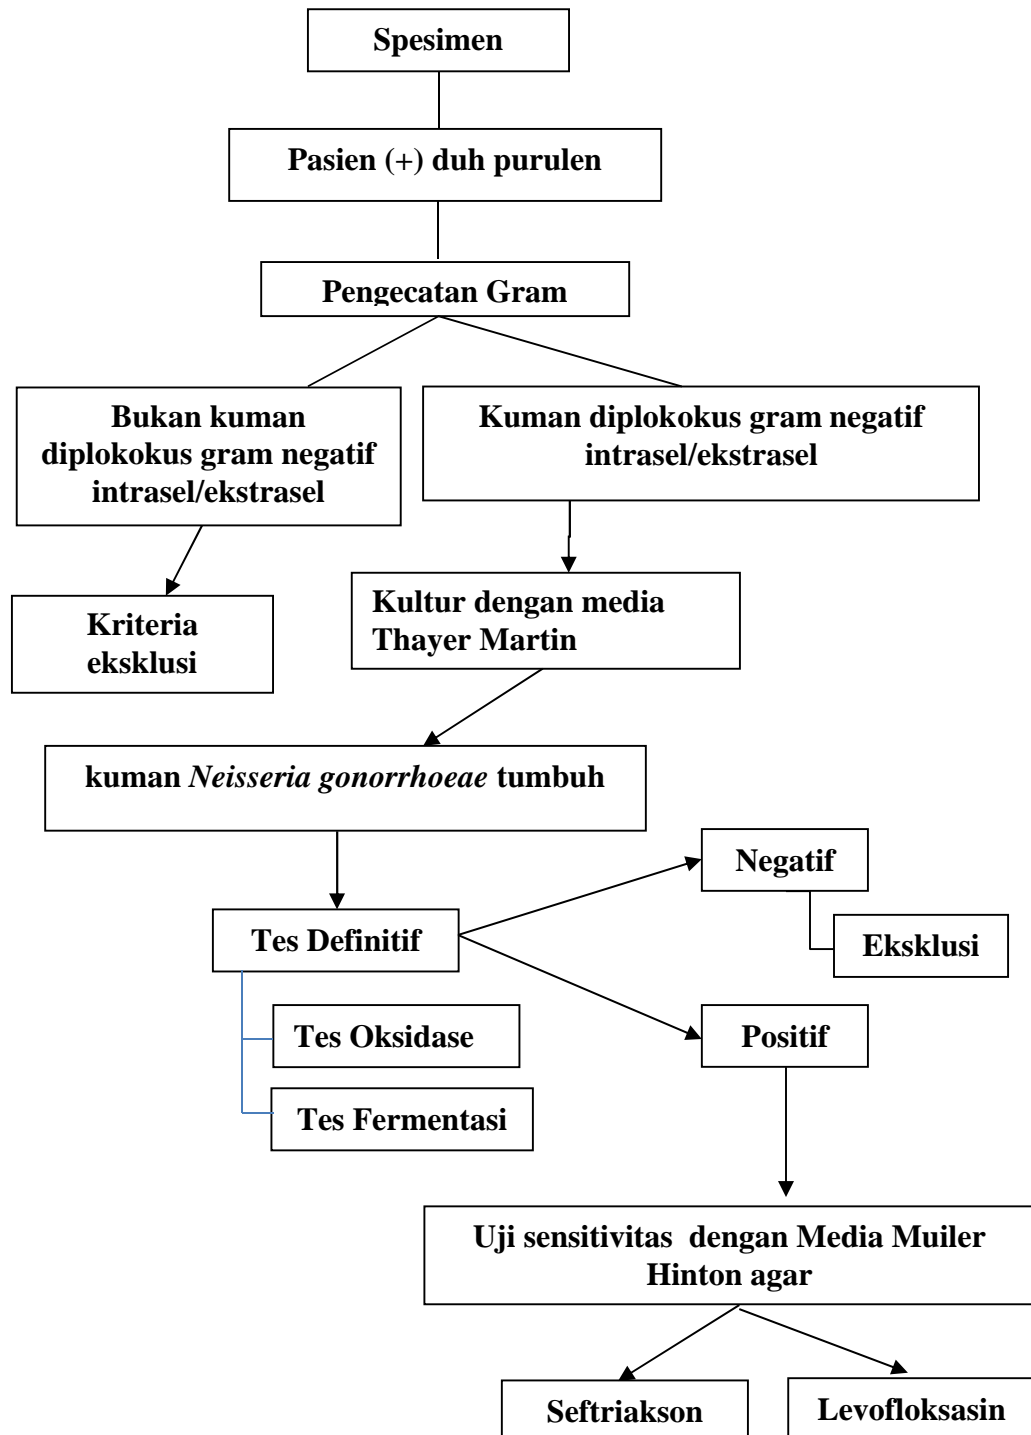 Spesimen
Pasien (+) duh purulen
Pengecatan Gram
Bukan kuman
diplokokus gram negatif
intrasel/ekstrasel
Kuman diplokokus gram negatif
intrasel/ekstrasel
Kriteria
eksklusi
Kultur dengan media
Thayer Martin
kuman Neisseria gonorrhoeae tumbuh
Negatif
Eksklusi
Tes Definitif
Tes Oksidase
Positif
Tes Fermentasi
Uji sensitivitas dengan Media Muiler
Hinton agar
Seftriakson
Levofloksasin